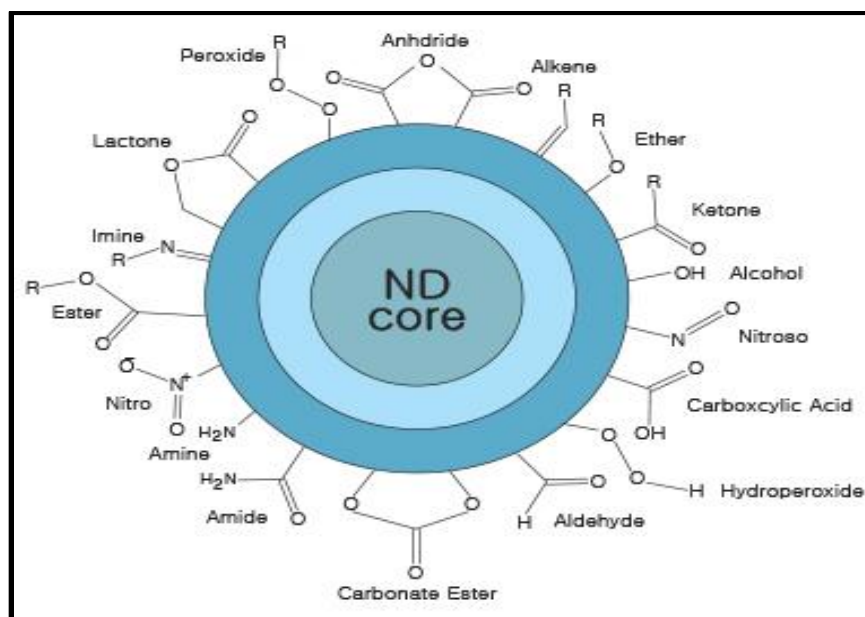 R
Peroxide
O
O
Anhdride
O
O
O
Alkene
R
R
Ether
O
Lactone
O
O
R
Ketone
O
Imine
N
R
OH Alcohol
ND
core
R
O
Ester
O
O
N
Nitroso
O-
N+
Nitro
O
O
Carboxcylic Acid
OH
H2N
Amine
H2N
Amide
O
O
O
O
Carbonate Ester
O
H
Aldehyde
O
O
H
Hydroperoxide